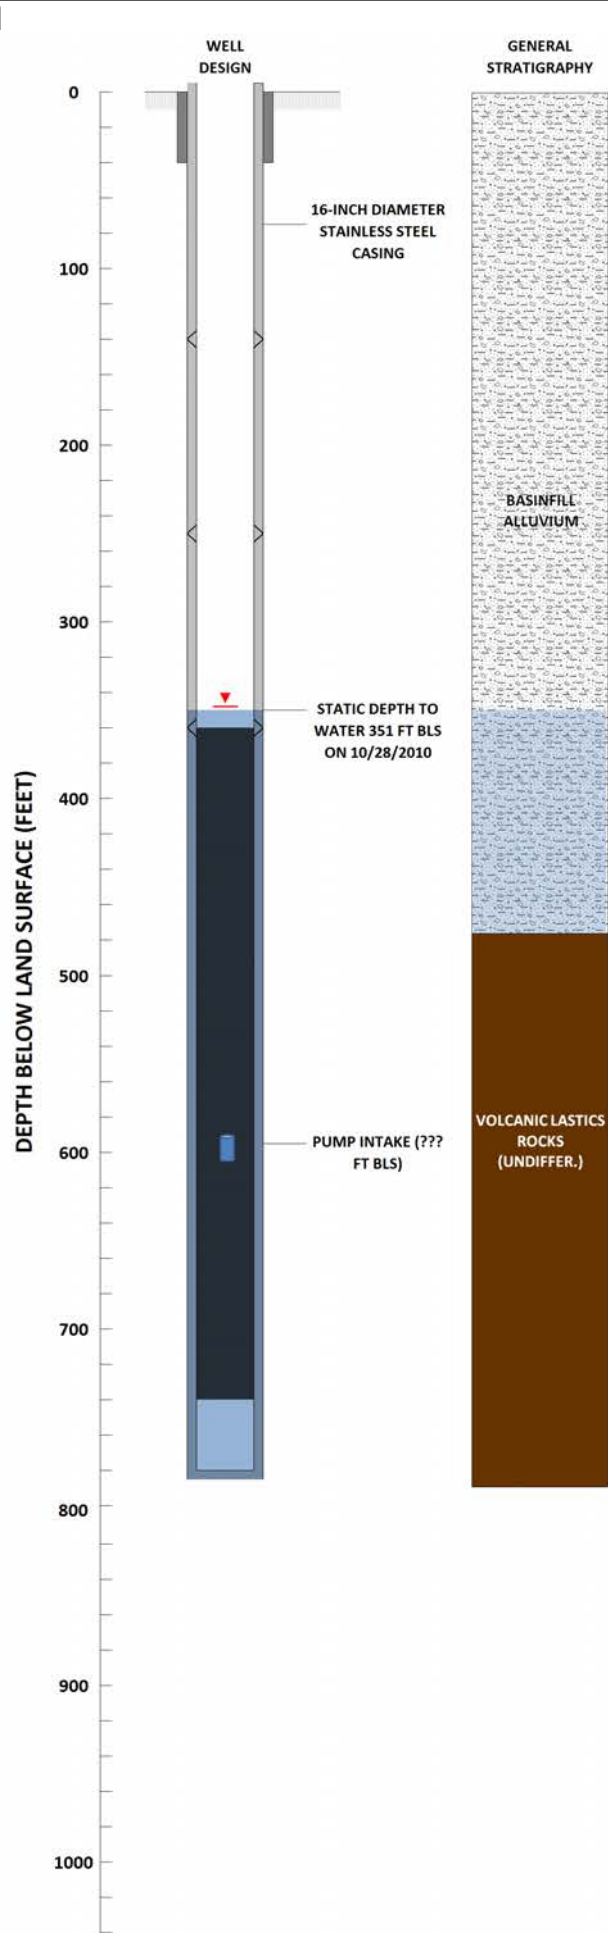 WELL
DESIGN
GENERAL
STRATIGRAPHY
0
16-INCH DIAMETER
STAINLESS STEEL
CASING
100
200
BASINFILL
ALLUVIUM
300
STATIC DEPTH TO
WATER 351 FT BLS
ON 10/28/2010
400
DEPTH BELOW LAND SURFACE (FEET)
500
VOLCANIC LASTICS
ROCKS
(UNDIFFER.)
PUMP INTAKE (???
FT BLS)
600
700
800
900
1000